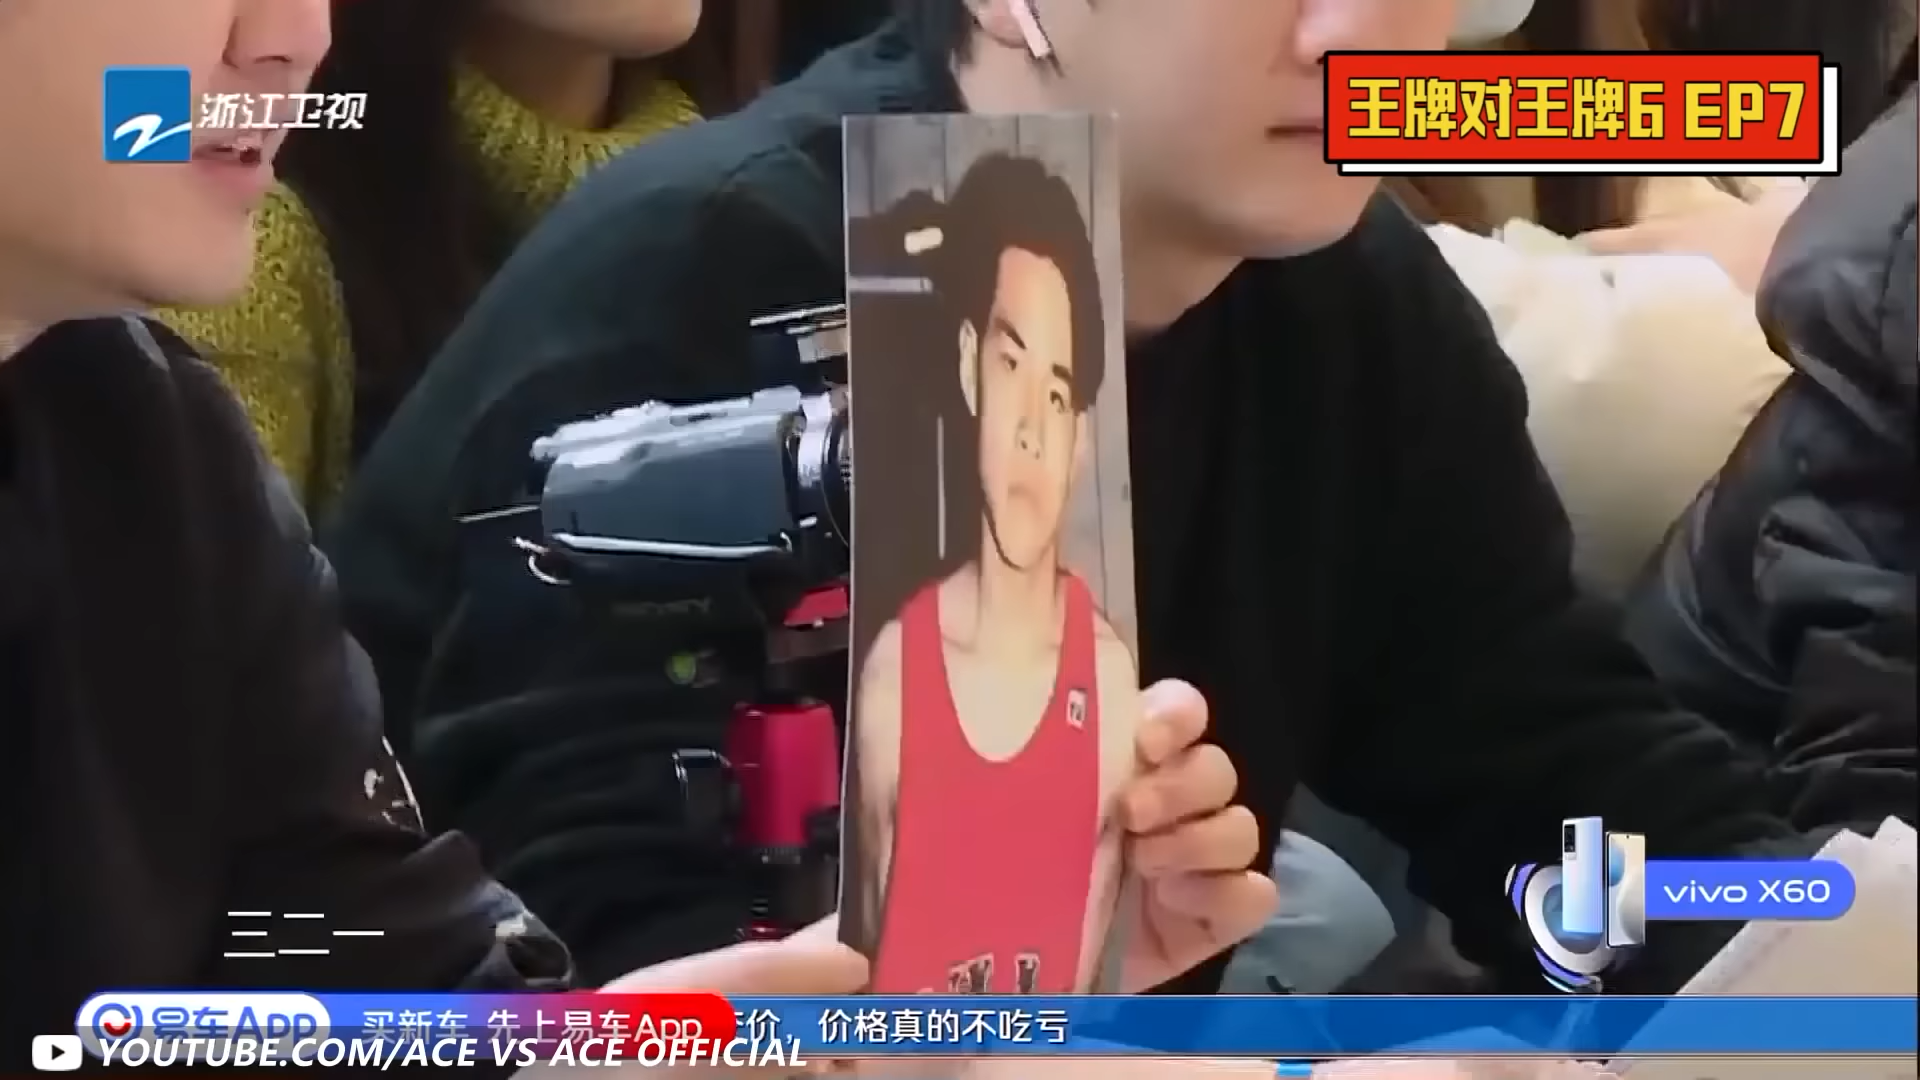 浙江卫视
王牌对王牌6 EP7
vivo X60
三二一
易车App
买新车 先上易车App
价，价格真的不吃亏
YOUTUBE.COM/ACE VS ACE OFFICIAL